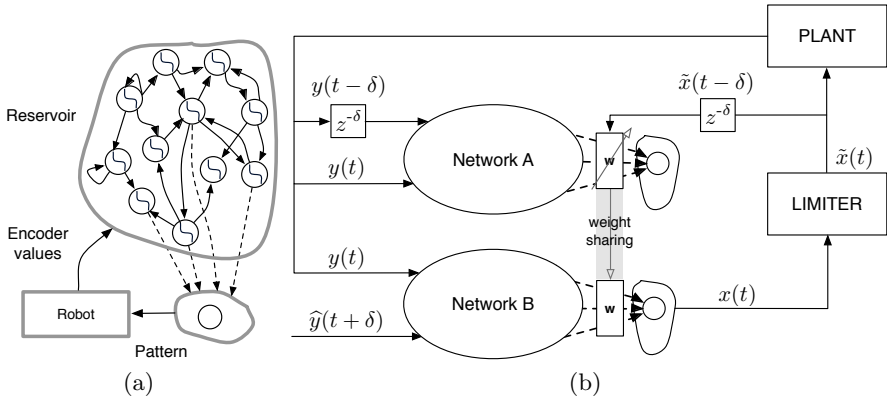 Reservoir
Encoder
values
Robot
Pattern
(a)
PLANT
y(t − δ)
x̃(t − δ)
z^{-δ}
z^{-δ}
Network A
w
y(t)
x̃(t)
LIMITER
weight
sharing
y(t)
Network B
w
x(t)
ŷ(t + δ)
(b)